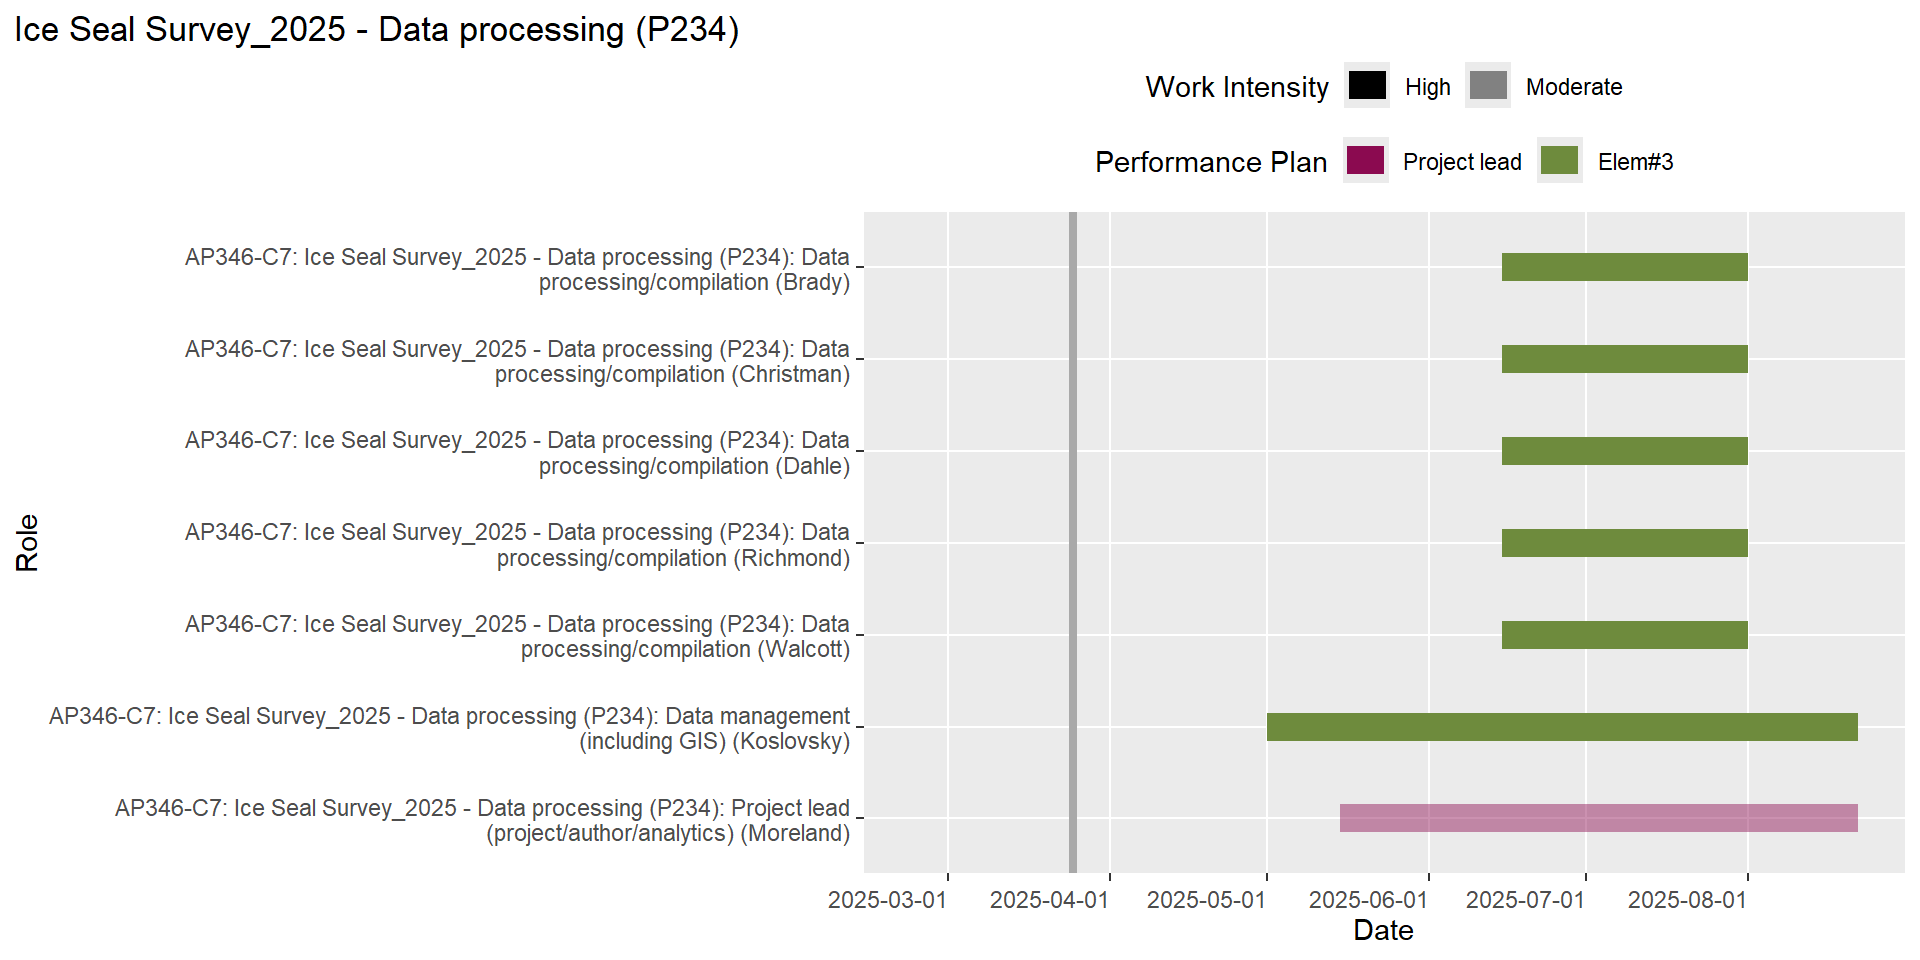 Ice Seal Survey_2025 - Data processing (P234)
Work Intensity High Moderate
Performance Plan Project lead Elem#3
AP346-C7: Ice Seal Survey_2025 - Data processing (P234): Data
processing/compilation (Brady)
AP346-C7: Ice Seal Survey_2025 - Data processing (P234): Data
processing/compilation (Christman)
AP346-C7: Ice Seal Survey_2025 - Data processing (P234): Data
processing/compilation (Dahle)
AP346-C7: Ice Seal Survey_2025 - Data processing (P234): Data
processing/compilation (Richmond)
AP346-C7: Ice Seal Survey_2025 - Data processing (P234): Data
processing/compilation (Walcott)
AP346-C7: Ice Seal Survey_2025 - Data processing (P234): Data management
(including GIS) (Koslovsky)
AP346-C7: Ice Seal Survey_2025 - Data processing (P234): Project lead
(project/author/analytics) (Moreland)
Role
2025-03-01 2025-04-01 2025-05-01 2025-06-01 2025-07-01 2025-08-01
Date